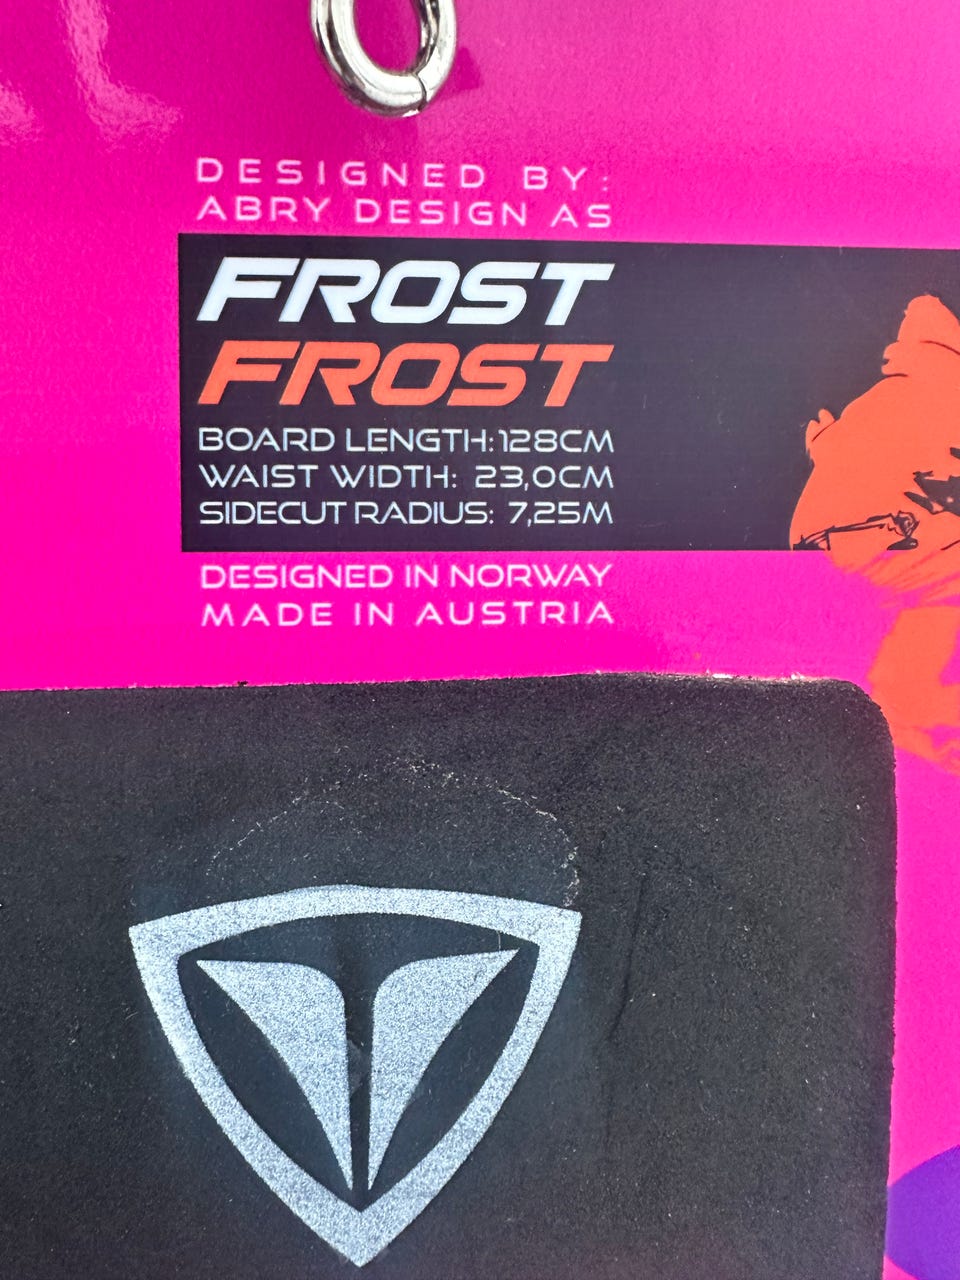 DESIGNED BY:
ABRY DESIGN AS
FROST
FROST
BOARD LENGTH:128CM
WAIST WIDTH: 23,0CM
SIDECUT RADIUS: 7,25M
DESIGNED IN NORWAY
MADE IN AUSTRIA